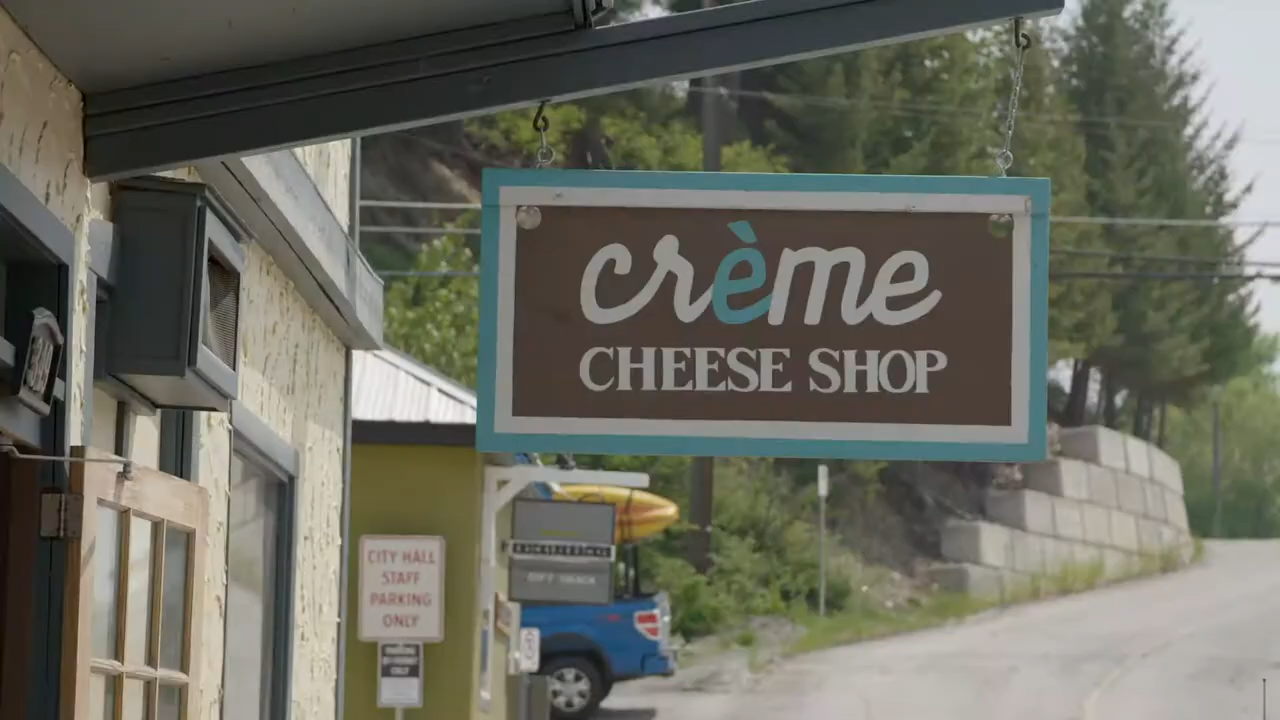 crème
CHEESE SHOP
CITY HALL
STAFF
PARKING
ONLY